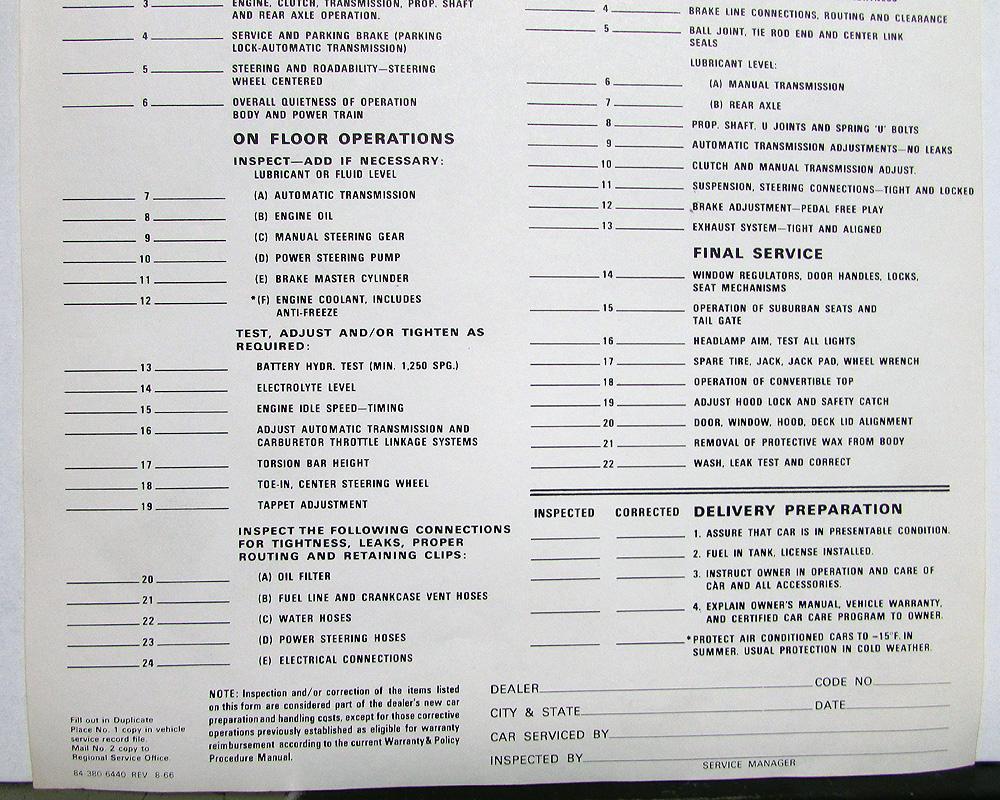 3 ENGINE, CLUTCH, TRANSMISSION, PROP. SHAFT
AND REAR AXLE OPERATION.
4 SERVICE AND PARKING BRAKE (PARKING
LOCK-AUTOMATIC TRANSMISSION)
5 STEERING AND ROADABILITY—STEERING
WHEEL CENTERED
6 OVERALL QUIETNESS OF OPERATION
BODY AND POWER TRAIN
ON FLOOR OPERATIONS
INSPECT—ADD IF NECESSARY:
LUBRICANT OR FLUID LEVEL
7 (A) AUTOMATIC TRANSMISSION
8 (B) ENGINE OIL
9 (C) MANUAL STEERING GEAR
10 (D) POWER STEERING PUMP
11 (E) BRAKE MASTER CYLINDER
12 *(F) ENGINE COOLANT, INCLUDES
ANTI-FREEZE
TEST, ADJUST AND/OR TIGHTEN AS
REQUIRED:
13 BATTERY HYDR. TEST (MIN. 1,250 SPG.)
14 ELECTROLYTE LEVEL
15 ENGINE IDLE SPEED—TIMING
16 ADJUST AUTOMATIC TRANSMISSION AND
CARBURETOR THROTTLE LINKAGE SYSTEMS
17 TORSION BAR HEIGHT
18 TOE-IN, CENTER STEERING WHEEL
19 TAPPET ADJUSTMENT
INSPECT THE FOLLOWING CONNECTIONS
FOR TIGHTNESS, LEAKS, PROPER
ROUTING AND RETAINING CLIPS:
20 (A) OIL FILTER
21 (B) FUEL LINE AND CRANKCASE VENT HOSES
22 (C) WATER HOSES
23 (D) POWER STEERING HOSES
24 (E) ELECTRICAL CONNECTIONS
4 BRAKE LINE CONNECTIONS, ROUTING AND CLEARANCE
5 BALL JOINT, TIE ROD END AND CENTER LINK
SEALS
LUBRICANT LEVEL:
6 (A) MANUAL TRANSMISSION
7 (B) REAR AXLE
8 PROP. SHAFT, U JOINTS AND SPRING 'U' BOLTS
9 AUTOMATIC TRANSMISSION ADJUSTMENTS—NO LEAKS
10 CLUTCH AND MANUAL TRANSMISSION ADJUST.
11 SUSPENSION, STEERING CONNECTIONS—TIGHT AND LOCKED
12 BRAKE ADJUSTMENT—PEDAL FREE PLAY
13 EXHAUST SYSTEM—TIGHT AND ALIGNED
FINAL SERVICE
14 WINDOW REGULATORS, DOOR HANDLES, LOCKS,
SEAT MECHANISMS
15 OPERATION OF SUBURBAN SEATS AND
TAIL GATE
16 HEADLAMP AIM, TEST ALL LIGHTS
17 SPARE TIRE, JACK, JACK PAD, WHEEL WRENCH
18 OPERATION OF CONVERTIBLE TOP
19 ADJUST HOOD LOCK AND SAFETY CATCH
20 DOOR, WINDOW, HOOD, DECK LID ALIGNMENT
21 REMOVAL OF PROTECTIVE WAX FROM BODY
22 WASH, LEAK TEST AND CORRECT
INSPECTED CORRECTED DELIVERY PREPARATION
1. ASSURE THAT CAR IS IN PRESENTABLE CONDITION.
2. FUEL IN TANK, LICENSE INSTALLED.
3. INSTRUCT OWNER IN OPERATION AND CARE OF
CAR AND ALL ACCESSORIES.
4. EXPLAIN OWNER'S MANUAL, VEHICLE WARRANTY,
AND CERTIFIED CAR CARE PROGRAM TO OWNER.
*PROTECT AIR CONDITIONED CARS TO –15°F. IN
SUMMER. USUAL PROTECTION IN COLD WEATHER.
Fill out in Duplicate
Place No. 1 copy in vehicle
service record file.
Mail No. 2 copy to
Regional Service Office.
84-380-6440 REV 8-66
NOTE: Inspection and/or correction of the items listed
on this form are considered part of the dealer's new car
preparation and handling costs, except for those corrective
operations previously established as eligible for warranty
reimbursement according to the current Warranty & Policy
Procedure Manual.
DEALER CODE NO
CITY & STATE DATE
CAR SERVICED BY
INSPECTED BY
SERVICE MANAGER